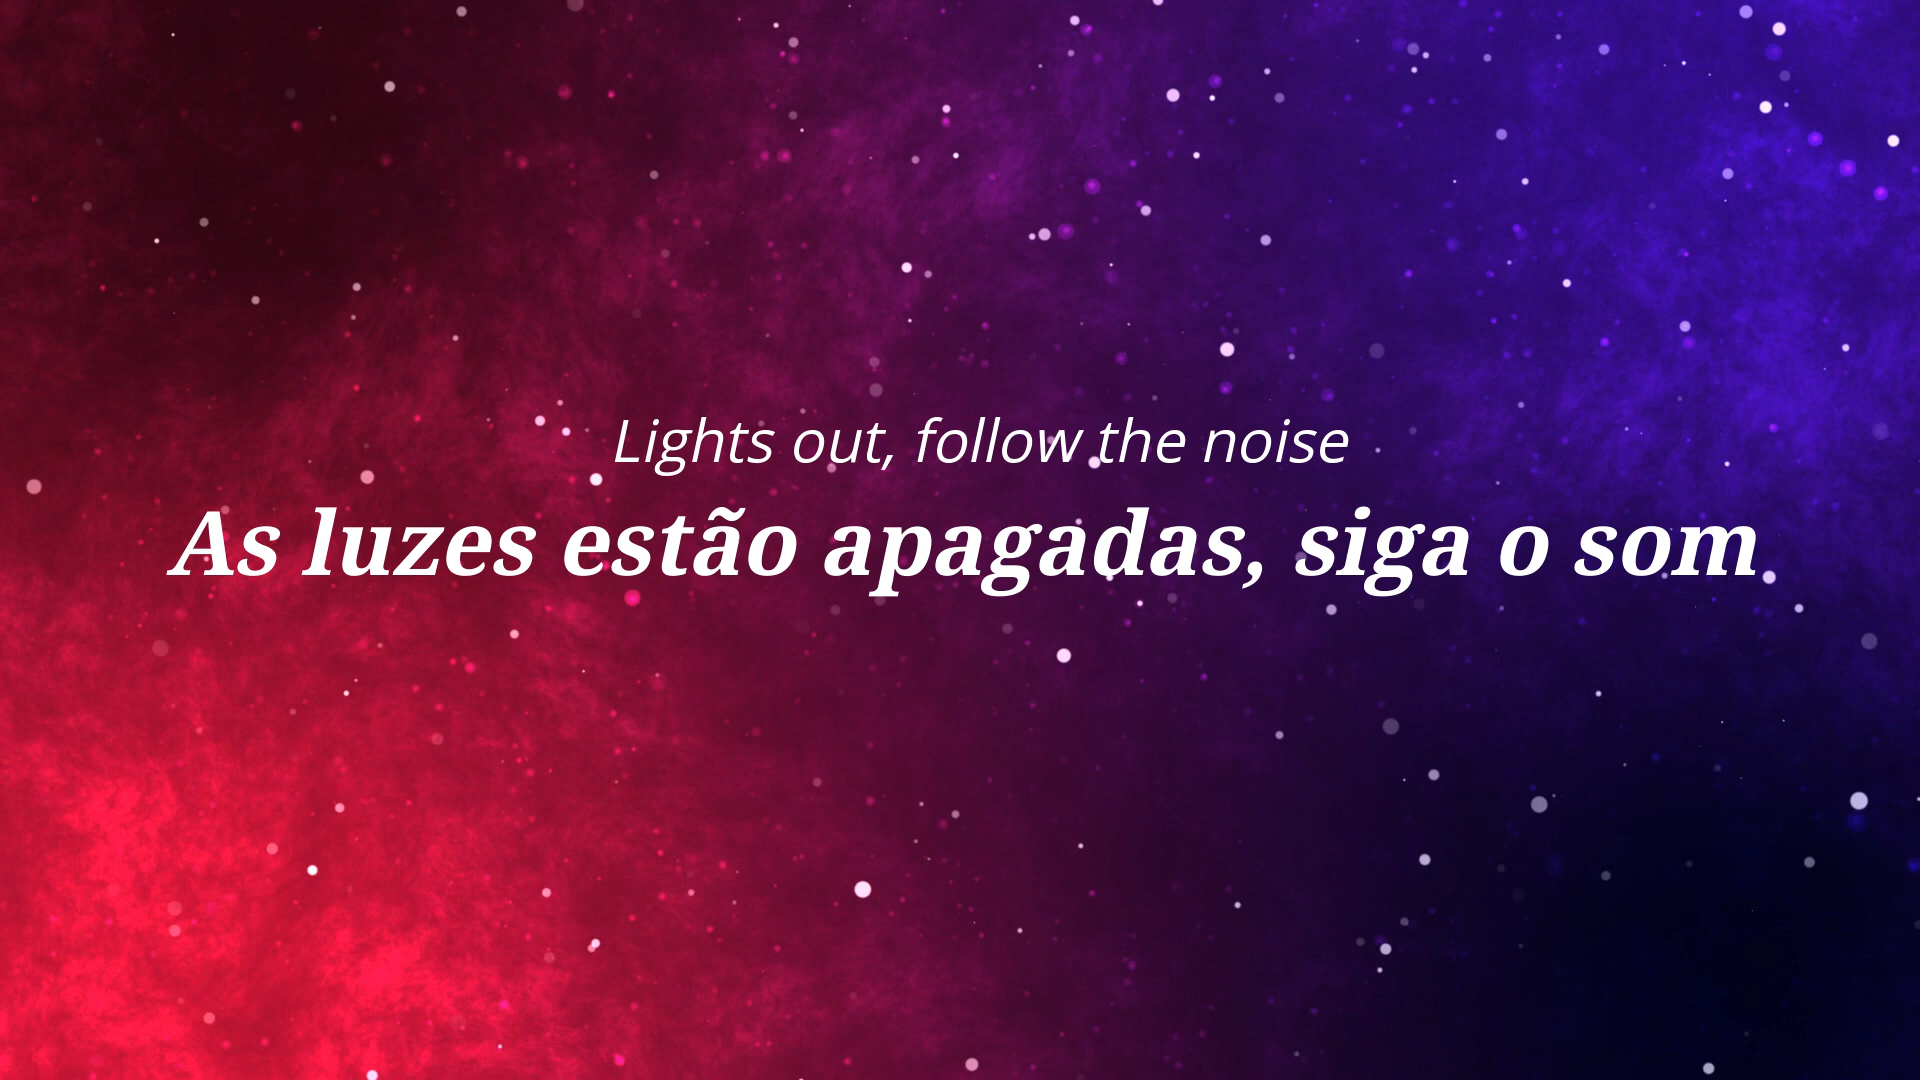 Lights out, follow the noise
As luzes estão apagadas, siga o som